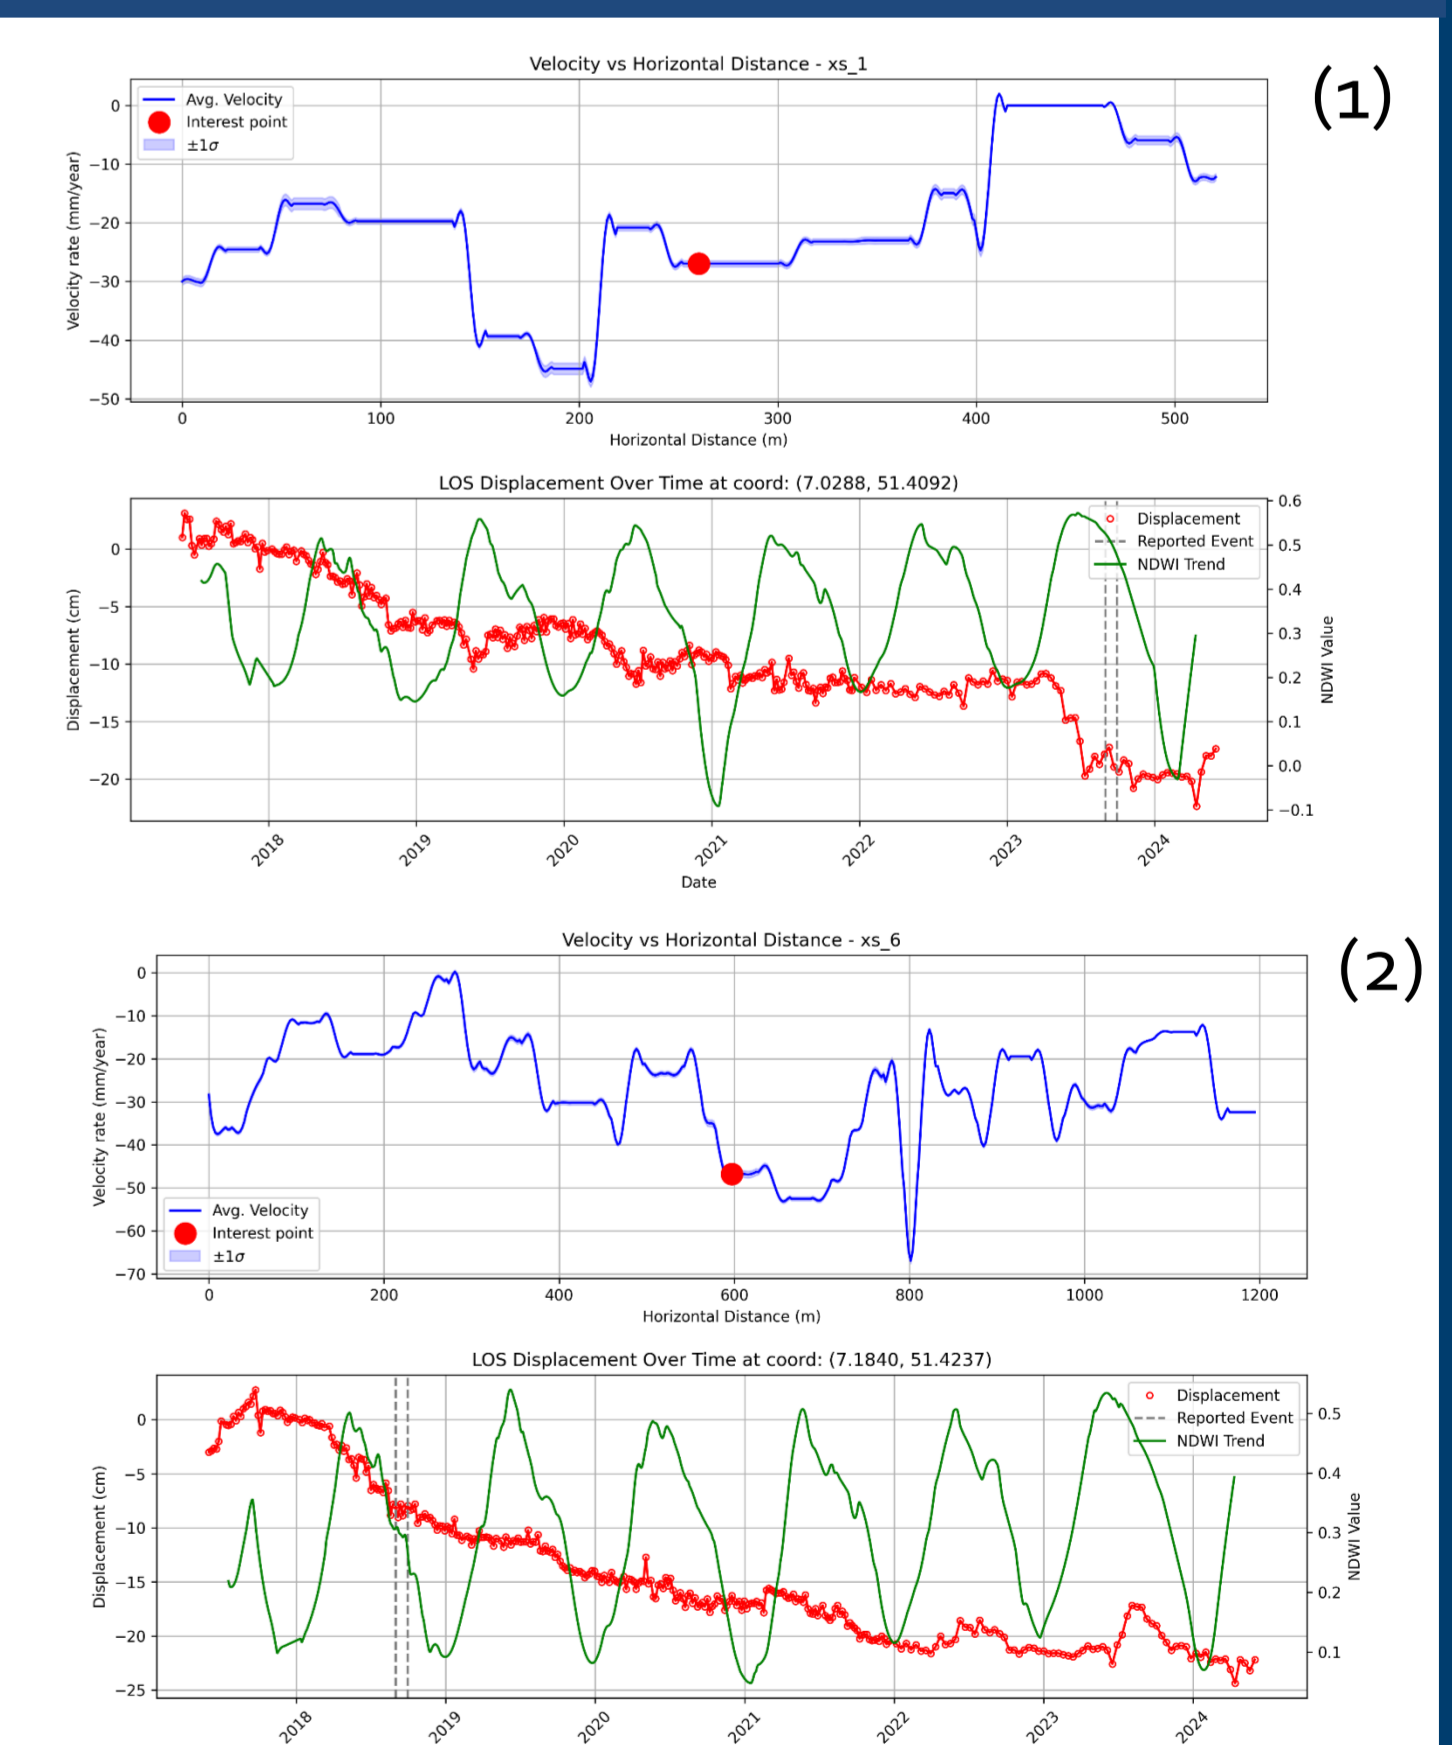 (1)
Velocity vs Horizontal Distance - xs_1
Avg. Velocity
Interest point
±1σ
Velocity rate (mm/year)
0
−10
−20
−30
−40
−50
0 100 200 300 400 500
Horizontal Distance (m)
LOS Displacement Over Time at coord: (7.0288, 51.4092)
Displacement
Reported Event
NDWI Trend
Displacement (cm)
0
−5
−10
−15
−20
NDWI Value
0.6
0.5
0.4
0.3
0.2
0.1
0.0
−0.1
2018 2019 2020 2021 2022 2023 2024
Date
(2)
Velocity vs Horizontal Distance - xs_6
Velocity rate (mm/year)
0
−10
−20
−30
−40
−50
−60
−70
Avg. Velocity
Interest point
±1σ
0 200 400 600 800 1000 1200
Horizontal Distance (m)
LOS Displacement Over Time at coord: (7.1840, 51.4237)
Displacement
Reported Event
NDWI Trend
Displacement (cm)
0
−5
−10
−15
−20
−25
NDWI Value
0.5
0.4
0.3
0.2
0.1
2018 2019 2020 2021 2022 2023 2024